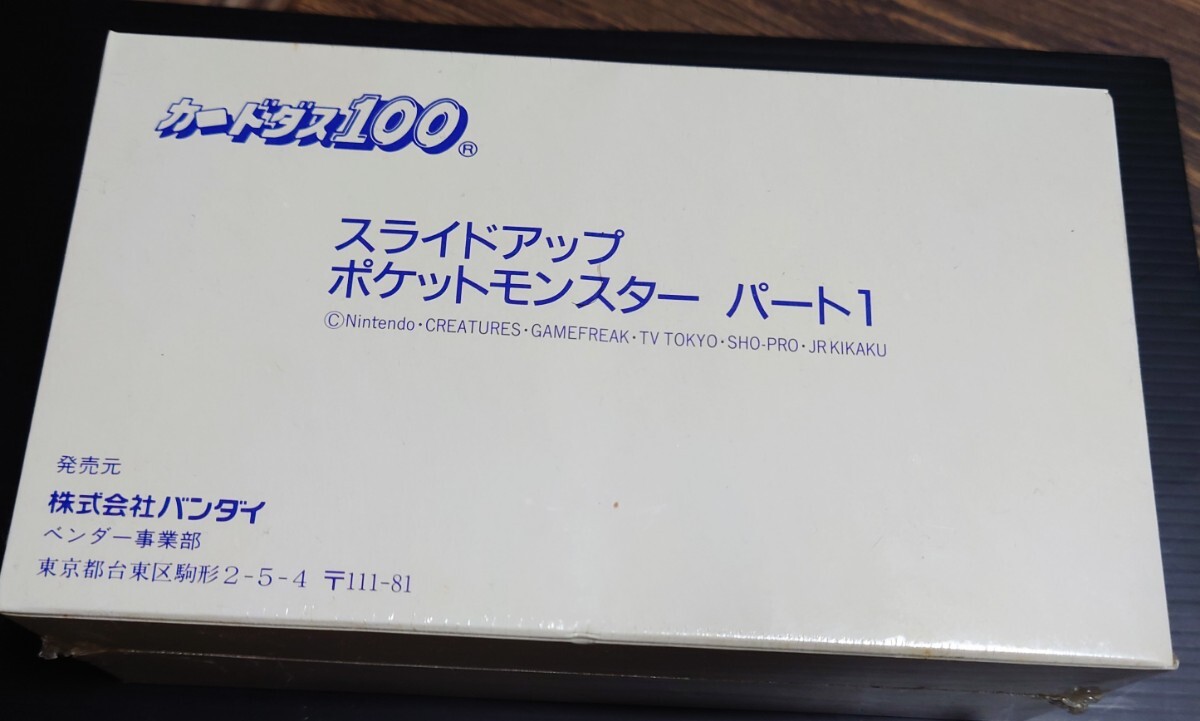 カードダス100®
スライドアップ
ポケットモンスター パート1
©Nintendo・CREATURES・GAMEFREAK・TV TOKYO・SHO-PRO・JR KIKAKU
発売元
株式会社バンダイ
ベンダー事業部
東京都台東区駒形2-5-4 〒111-81